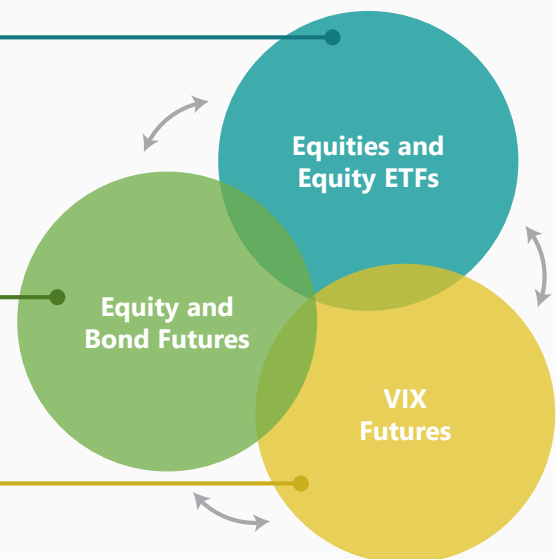 Equities and
Equity ETFs
Equity and
Bond Futures
VIX
Futures